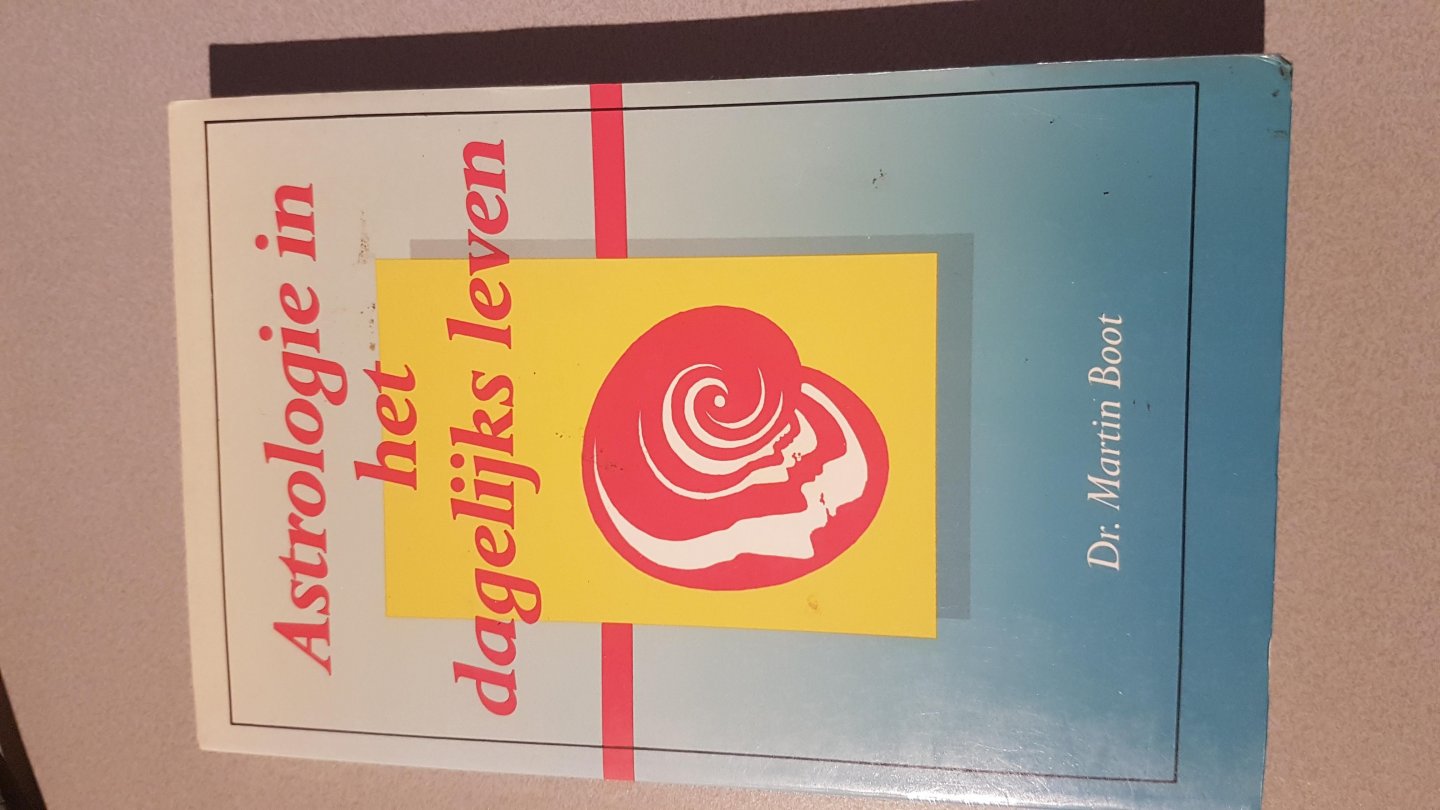 Astrologie in
het
dagelijks leven
Dr. Martin Boot